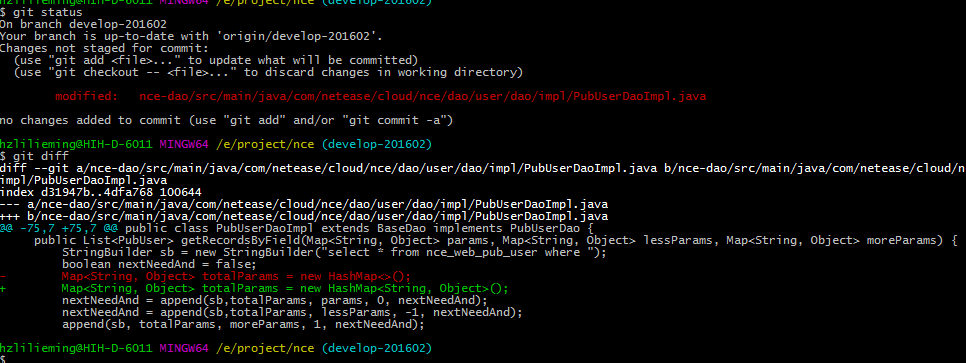 hzlilieming@HIH-D-6011 MINGW64 /e/project/nce (develop-201602)
$ git status
On branch develop-201602
Your branch is up-to-date with 'origin/develop-201602'.
Changes not staged for commit:
  (use "git add <file>..." to update what will be committed)
  (use "git checkout -- <file>..." to discard changes in working directory)
        modified:   nce-dao/src/main/java/com/netease/cloud/nce/dao/user/dao/impl/PubUserDaoImpl.java
no changes added to commit (use "git add" and/or "git commit -a")
hzlilieming@HIH-D-6011 MINGW64 /e/project/nce (develop-201602)
$ git diff
diff --git a/nce-dao/src/main/java/com/netease/cloud/nce/dao/user/dao/impl/PubUserDaoImpl.java b/nce-dao/src/main/java/com/netease/cloud/n
impl/PubUserDaoImpl.java
index d31947b..4dfa768 100644
--- a/nce-dao/src/main/java/com/netease/cloud/nce/dao/user/dao/impl/PubUserDaoImpl.java
+++ b/nce-dao/src/main/java/com/netease/cloud/nce/dao/user/dao/impl/PubUserDaoImpl.java
@@ -75,7 +75,7 @@ public class PubUserDaoImpl extends BaseDao implements PubUserDao {
     public List<PubUser> getRecordsByField(Map<String, Object> params, Map<String, Object> lessParams, Map<String, Object> moreParams) {
         StringBuilder sb = new StringBuilder("select * from nce_web_pub_user where ");
         boolean nextNeedAnd = false;
-        Map<String, Object> totalParams = new HashMap<>();
+        Map<String, Object> totalParams = new HashMap<String, Object>();
         nextNeedAnd = append(sb,totalParams, params, 0, nextNeedAnd);
         nextNeedAnd = append(sb,totalParams, lessParams, -1, nextNeedAnd);
         append(sb, totalParams, moreParams, 1, nextNeedAnd);
hzlilieming@HIH-D-6011 MINGW64 /e/project/nce (develop-201602)
$